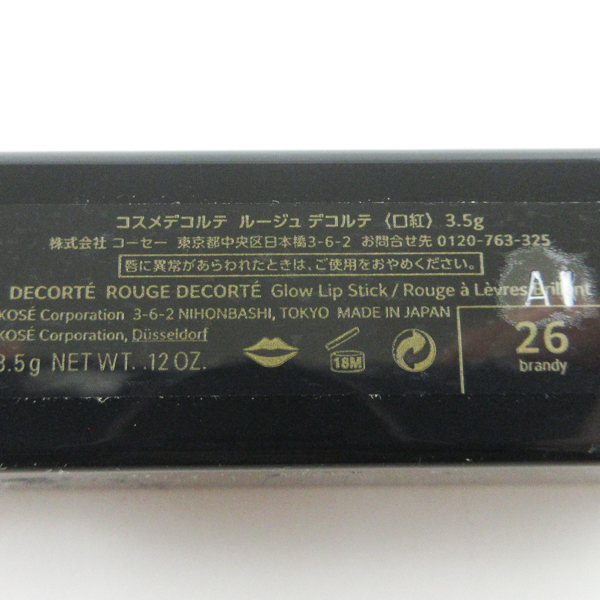 コスメデコルテ ルージュ デコルテ〈口紅〉3.5g
株式会社 コーセー 東京都中央区日本橋3-6-2 お問合せ先 0120-763-325
唇に異常があらわれたときは、ご使用をおやめください。
DECORTÉ ROUGE DECORTÉ Glow Lip Stick / Rouge à Lèvres Brillant
KOSÉ Corporation 3-6-2 NIHONBASHI, TOKYO MADE IN JAPAN
KOSÉ Corporation, Düsseldorf
3.5g NET WT. .12 OZ.
18M
26
brandy